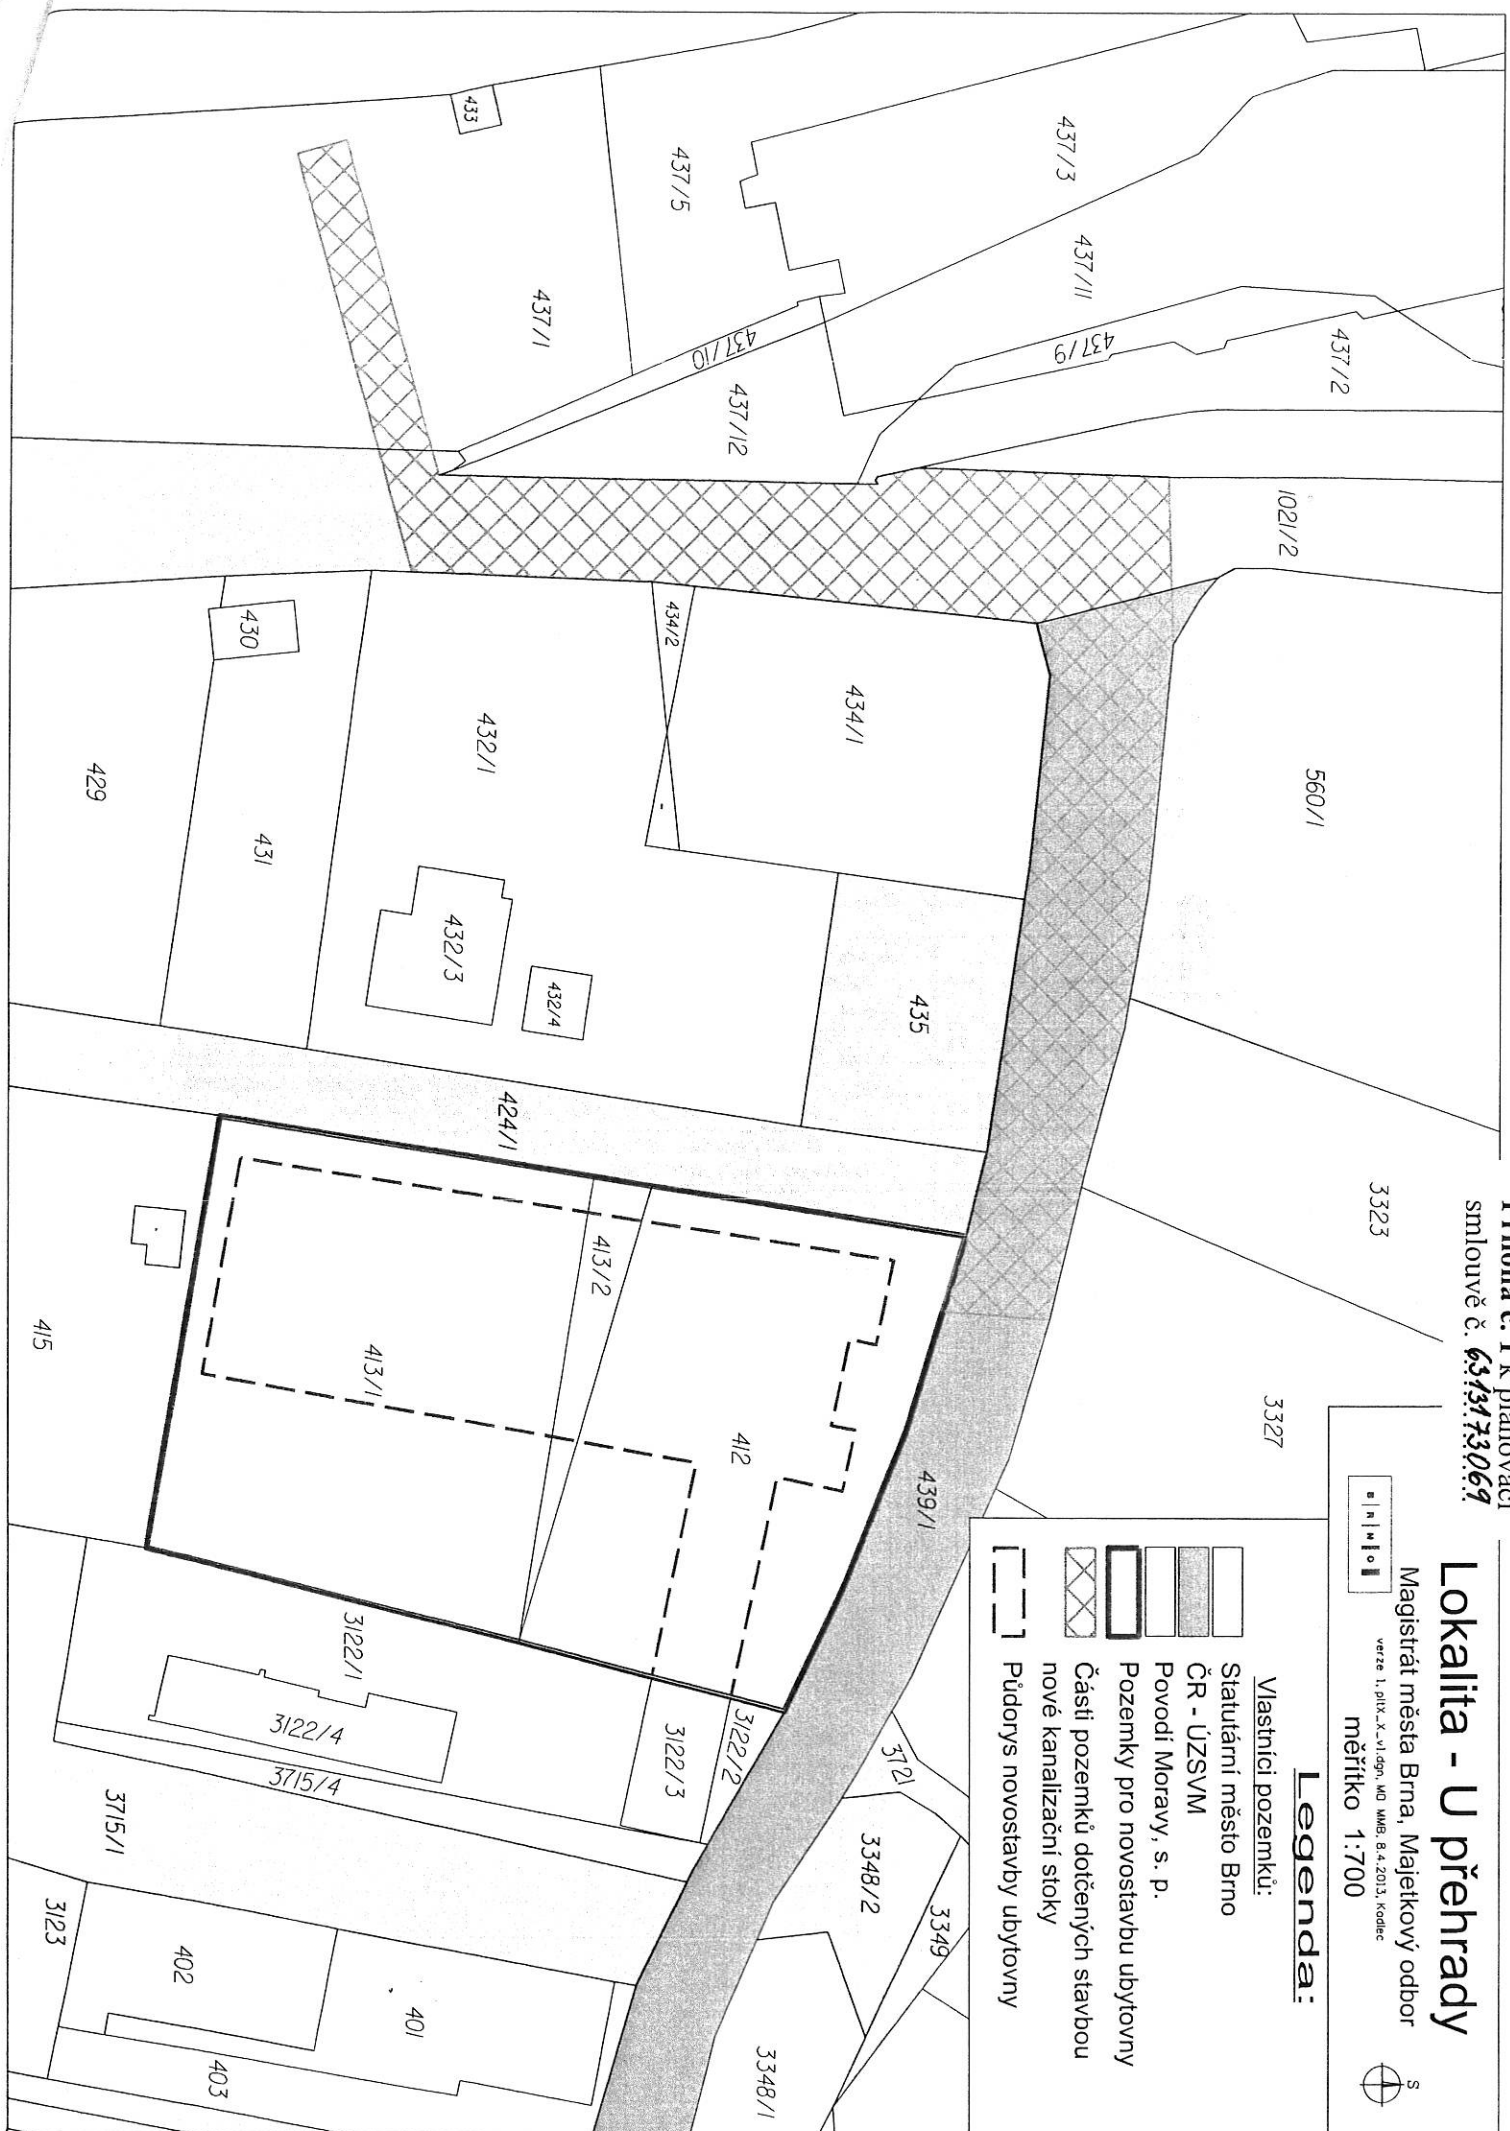 smlouvě č. 6313173069
Lokalita - U přehrady
Magistrát města Brna, Majetkový odbor
měřítko 1:700
BRNO
S
Legenda:
Vlastníci pozemků:
Statutární město Brno
ČR - ÚZSVM
Povodí Moravy, s. p.
Pozemky pro novostavbu ubytovny
Části pozemků dotčených stavbou
nové kanalizační stoky
Půdorys novostavby ubytovny
433
437/5
437/3
437/1
437/11
437/10
437/9
437/2
437/12
1021/2
430
434/2
432/1
434/1
560/1
429
431
432/3
432/4
435
424/1
3323
413/2
415
413/1
412
3327
439/1
3122/1
3122/4
3715/4
3122/3
3122/2
3721
3715/1
3348/2
3349
3123
402
401
403
3348/1